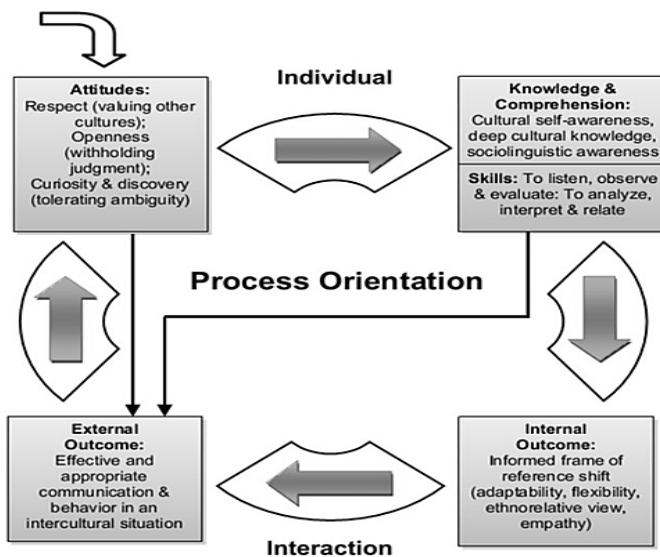 Individual
Attitudes:
Respect (valuing other
cultures);
Openness
(withholding
judgment);
Curiosity & discovery
(tolerating ambiguity)
Knowledge &
Comprehension:
Cultural self-awareness,
deep cultural knowledge,
sociolinguistic awareness
Skills: To listen, observe
& evaluate: To analyze,
interpret & relate
Process Orientation
External
Outcome:
Effective and
appropriate
communication &
behavior in an
intercultural situation
Internal
Outcome:
Informed frame of
reference shift
(adaptability, flexibility,
ethnorelative view,
empathy)
Interaction